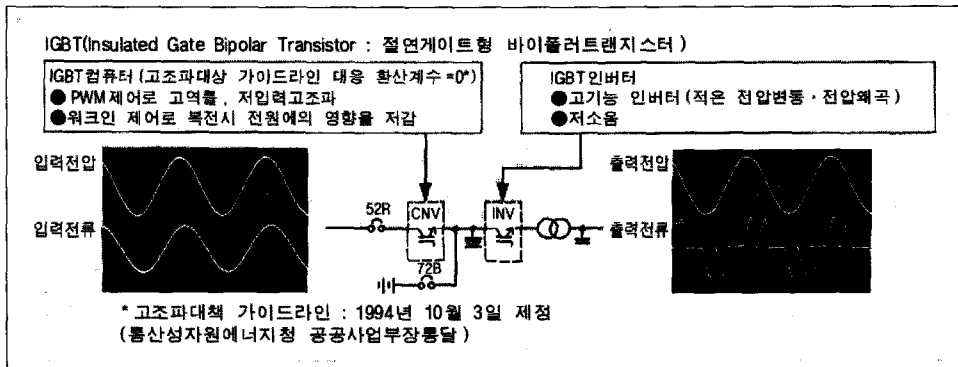 IGBT(Insulated Gate Bipolar Transistor : 절연게이트형 바이폴러트랜지스터)
IGBT컴퓨터(고조파대상 가이드라인 대응 환산계수=0*)
●PWM제어로 고역률, 저입력고조파
●워크인 제어로 복전시 전원에의 영향을 저감
IGBT인버터
●고기능 인버터(적은 전압변동·전압왜곡)
●저소음
입력전압
입력전류
52R
CNV
INV
72B
출력전압
출력전류
*고조파대책 가이드라인 : 1994년 10월 3일 제정
(통산성자원에너지청 공공사업부장통달)